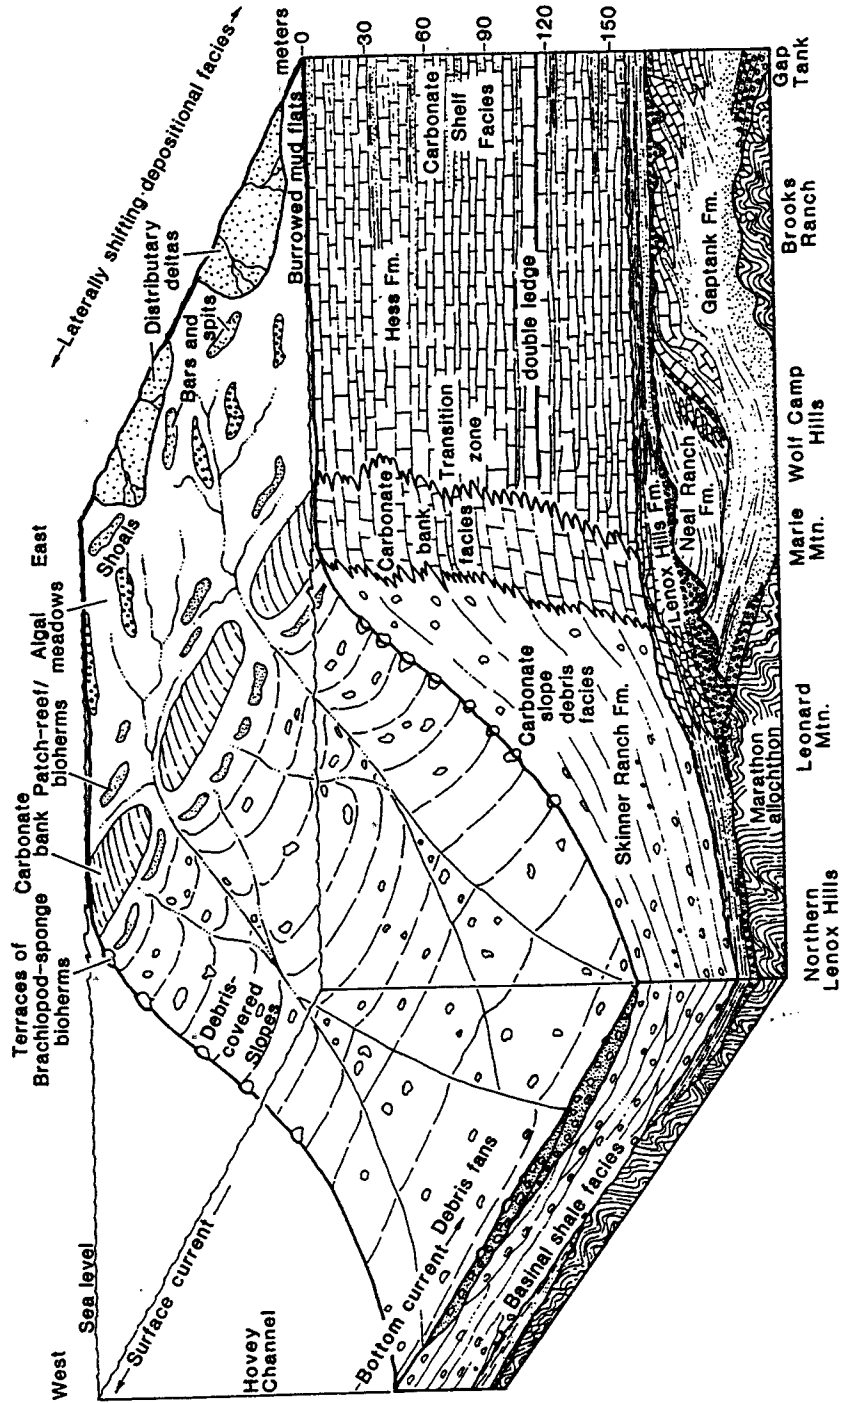 West
East
Sea level
Surface current
Hovey
Channel
Bottom current
Terraces of
Brachiopod-sponge
bioherms
Carbonate
bank
Patch-reef/
bioherms
Algal
meadows
Shoals
Bars and
spits
Distributary
deltas
Laterally shifting depositional facies
Burrowed mud flats
meters
0
-30
-60
-90
-120
-150
Debris-
covered
Slopes
Debris fans
Basinal shale facies
Carbonate
slope
debris
facies
Skinner Ranch Fm.
Carbonate
bank
facies
Transition
zone
Hess Fm.
Carbonate
Shelf
Facies
double ledge
Lenox Hills Fm.
Neal Ranch
Fm.
Gaptank Fm.
Marathon
allochthon
Northern
Lenox Hills
Leonard
Mtn.
Marie
Mtn.
Wolf Camp
Hills
Brooks
Ranch
Gap
Tank